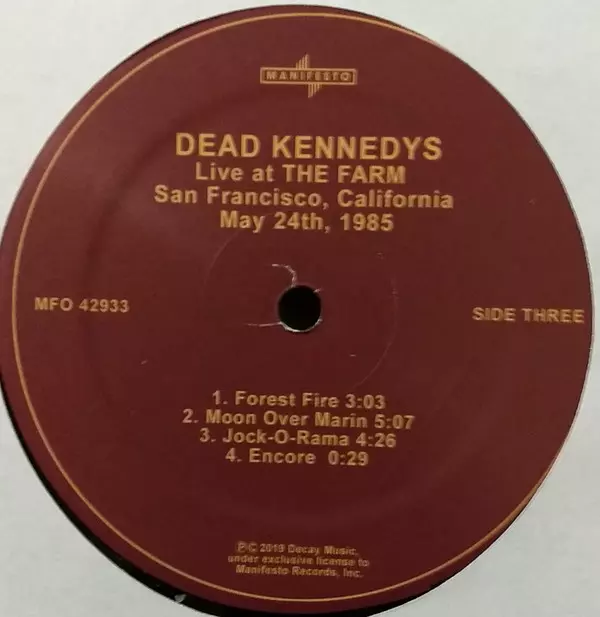 MANIFESTO
DEAD KENNEDYS
Live at THE FARM
San Francisco, California
May 24th, 1985
MFO 42933
SIDE THREE
1. Forest Fire 3:03
2. Moon Over Marin 5:07
3. Jock-O-Rama 4:26
4. Encore 0:29
℗© 2019 Decay Music,
under exclusive license to
Manifesto Records, Inc.